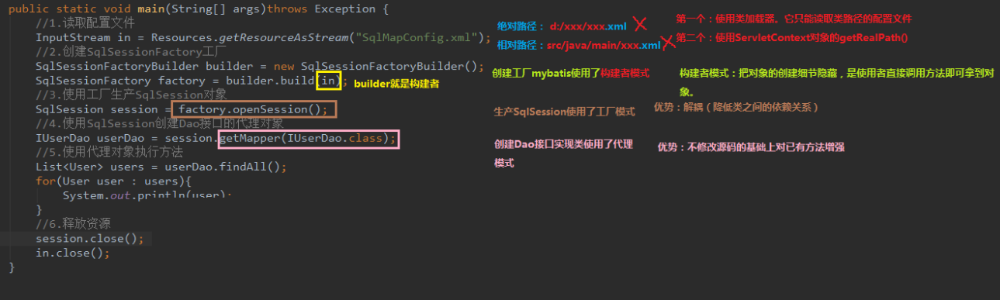 public static void main(String[] args)throws Exception {
//1.读取配置文件
InputStream in = Resources.getResourceAsStream("SqlMapConfig.xml");
绝对路径： d:/xxx/xxx.xml
第一个：使用类加载器。它只能读取类路径的配置文件
相对路径：src/java/main/xxx.xml
第二个：使用ServletContext对象的getRealPath()
//2.创建SqlSessionFactory工厂
SqlSessionFactoryBuilder builder = new SqlSessionFactoryBuilder();
创建工厂mybatis使用了构建者模式
构建者模式：把对象的创建细节隐藏，是使用者直接调用方法即可拿到对
象。
SqlSessionFactory factory = builder.build(in);
builder就是构建者
//3.使用工厂生产SqlSession对象
SqlSession session = factory.openSession();
生产SqlSession使用了工厂模式
优势：解耦（降低类之间的依赖关系）
//4.使用SqlSession创建Dao接口的代理对象
IUserDao userDao = session.getMapper(IUserDao.class);
创建Dao接口实现类使用了代理
模式
优势：不修改源码的基础上对已有方法增强
//5.使用代理对象执行方法
List<User> users = userDao.findAll();
for(User user : users){
System.out.println(user);
}
//6.释放资源
session.close();
in.close();
}